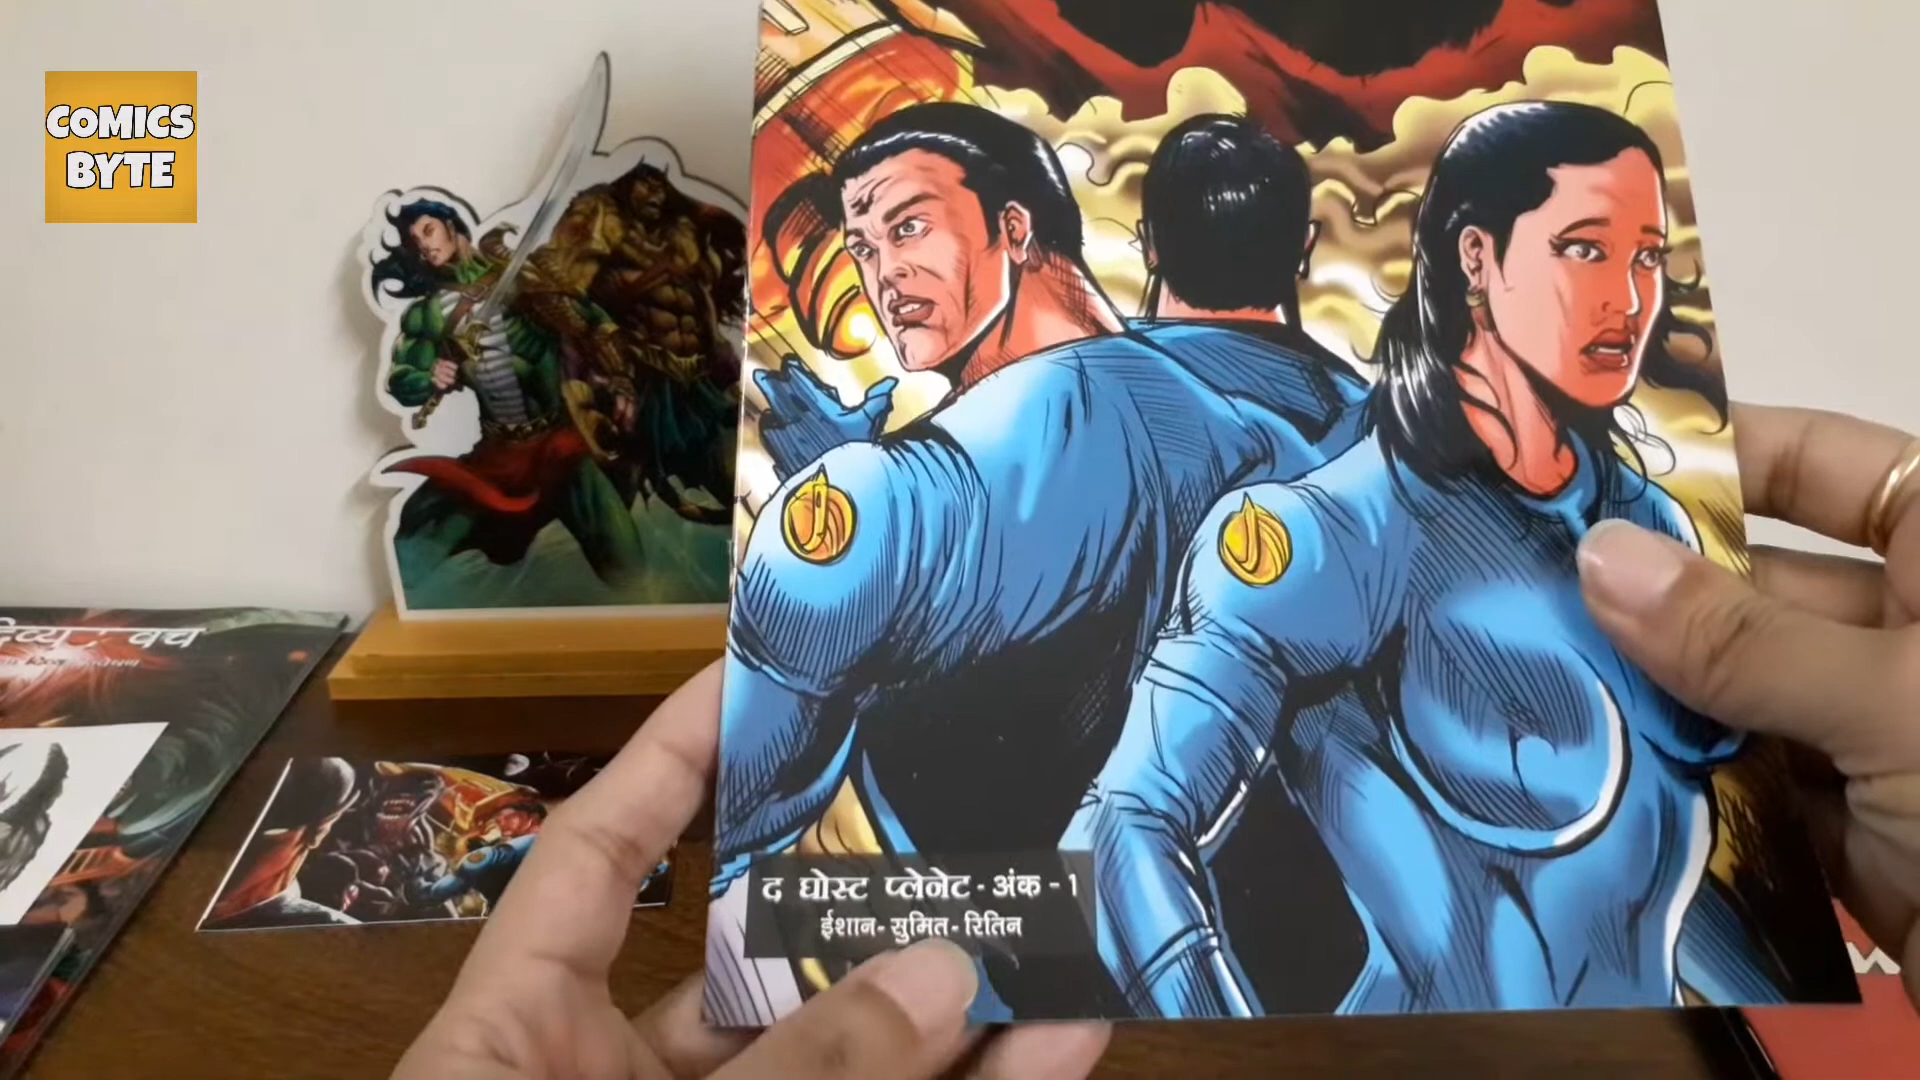 COMICS
BYTE
द घोस्ट प्लेनेट - अंक - 1
ईशान - सुमित - रितिन